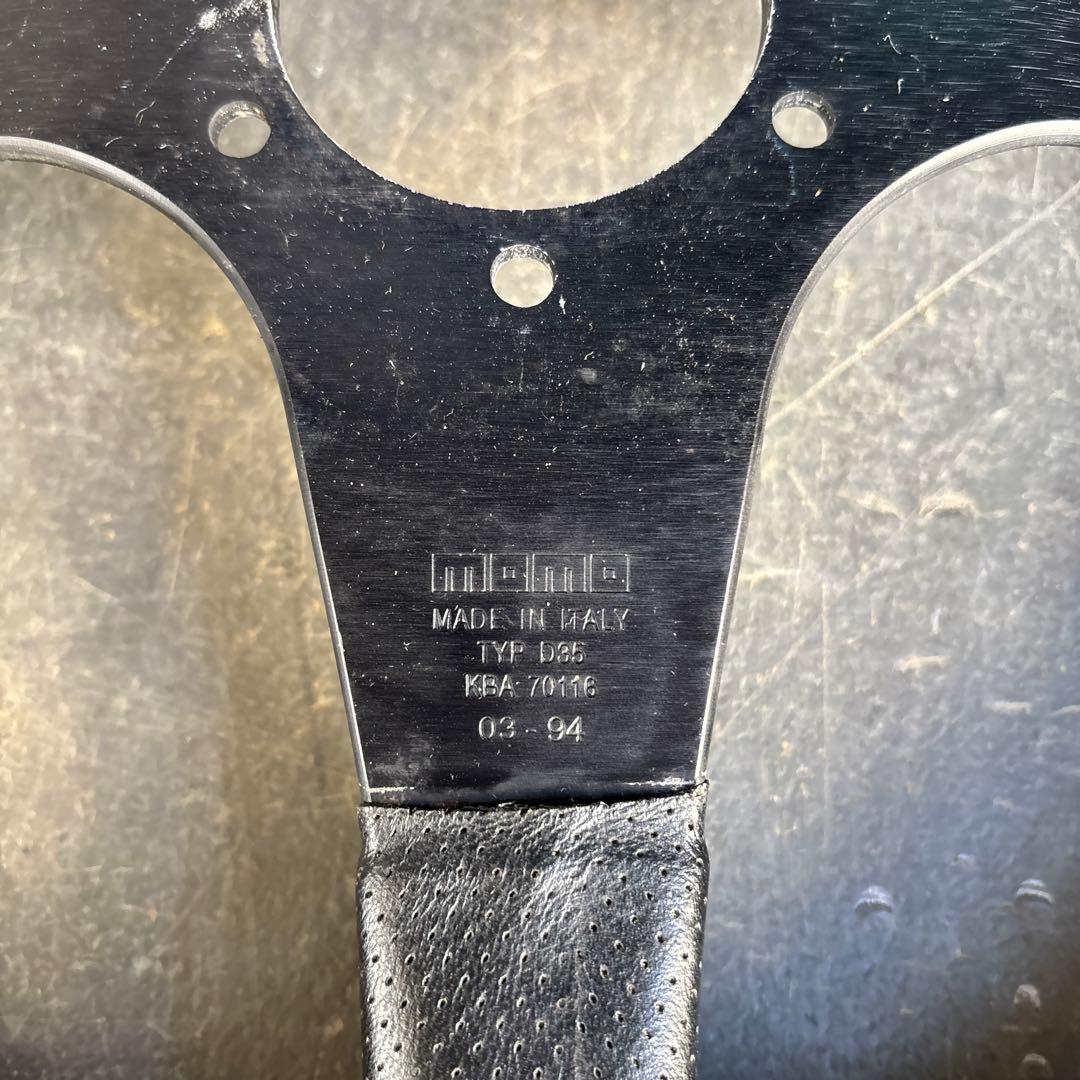 momo
MADE IN ITALY
TYP D35
KBA 70116
03-94